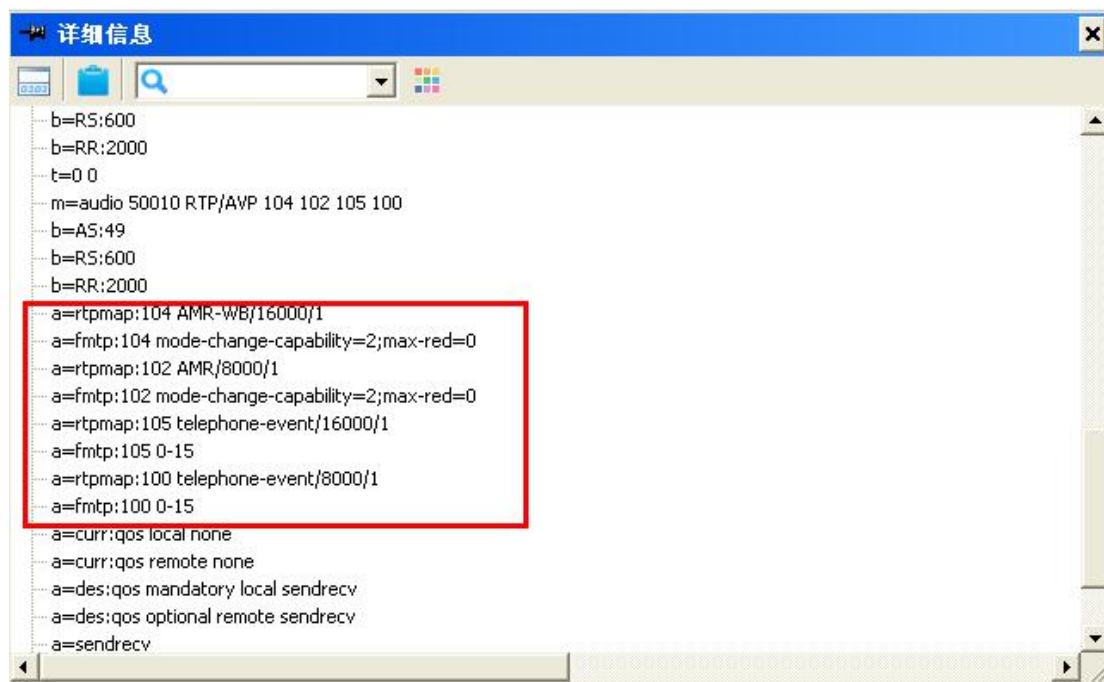 详细信息
b=RS:600
b=RR:2000
t=0 0
m=audio 50010 RTP/AVP 104 102 105 100
b=AS:49
b=RS:600
b=RR:2000
a=rtpmap:104 AMR-WB/16000/1
a=fmtp:104 mode-change-capability=2;max-red=0
a=rtpmap:102 AMR/8000/1
a=fmtp:102 mode-change-capability=2;max-red=0
a=rtpmap:105 telephone-event/16000/1
a=fmtp:105 0-15
a=rtpmap:100 telephone-event/8000/1
a=fmtp:100 0-15
a=curr:qos local none
a=curr:qos remote none
a=des:qos mandatory local sendrecv
a=des:qos optional remote sendrecv
a=sendrecv